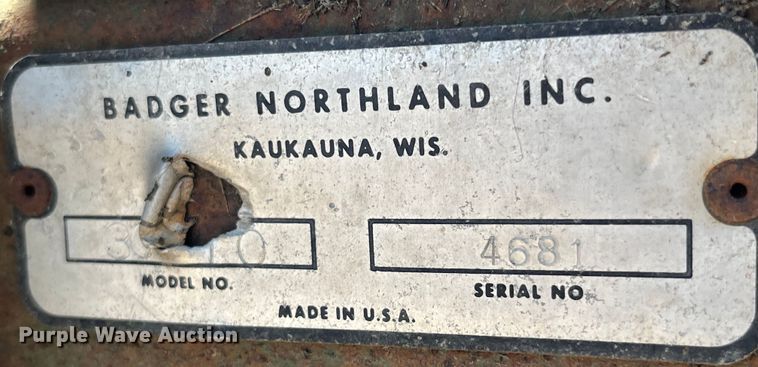 BADGER NORTHLAND INC.
KAUKAUNA, WIS.
4681
MODEL NO.
SERIAL NO
MADE IN U.S.A.
Purple Wave Auction